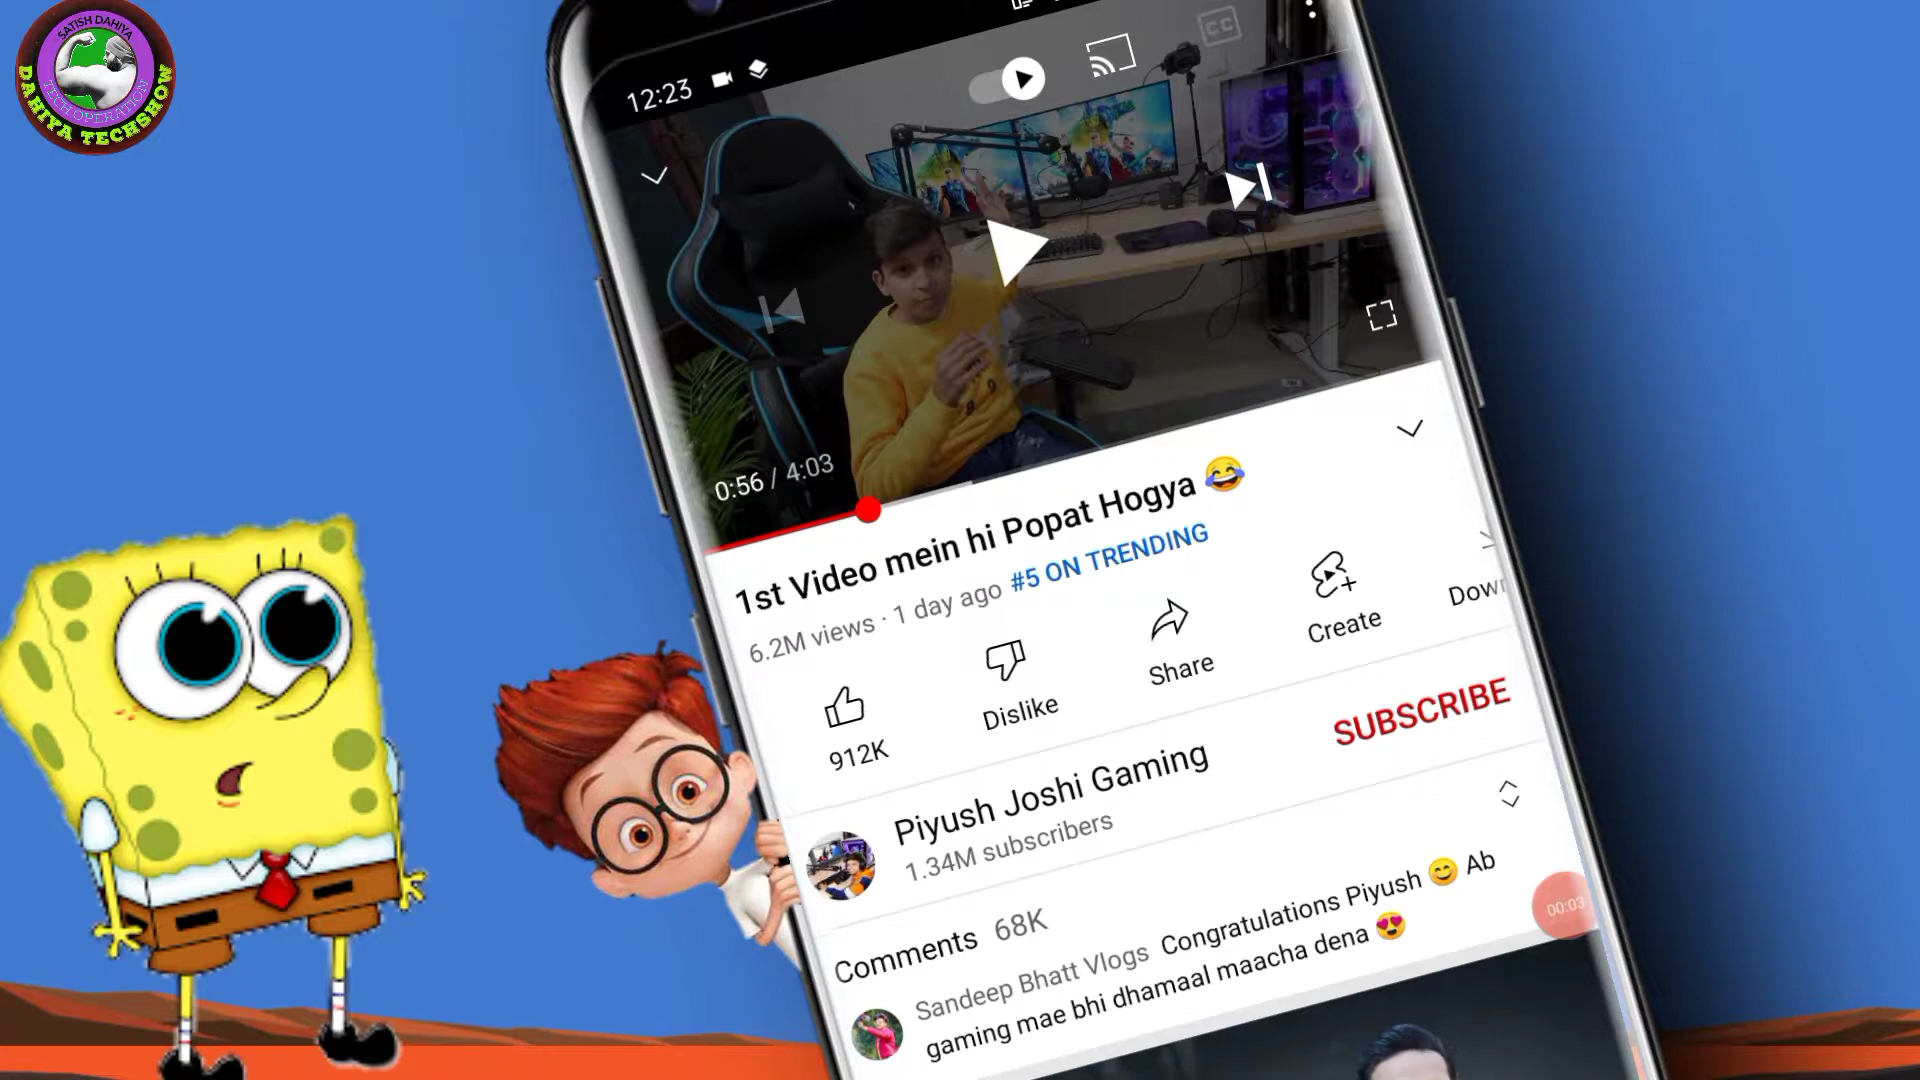 SATISH DAHIYA
TECH OPERATION
DAHIYA TECHSHOW
12:23
CC
0:56 / 4:03
1st Video mein hi Popat Hogya 😂
6.2M views · 1 day ago #5 ON TRENDING
912K
Dislike
Share
Create
Down
Piyush Joshi Gaming
1.34M subscribers
SUBSCRIBE
Comments 68K
Sandeep Bhatt Vlogs Congratulations Piyush 😊 Ab
gaming mae bhi dhamaal maacha dena 😍
00:03